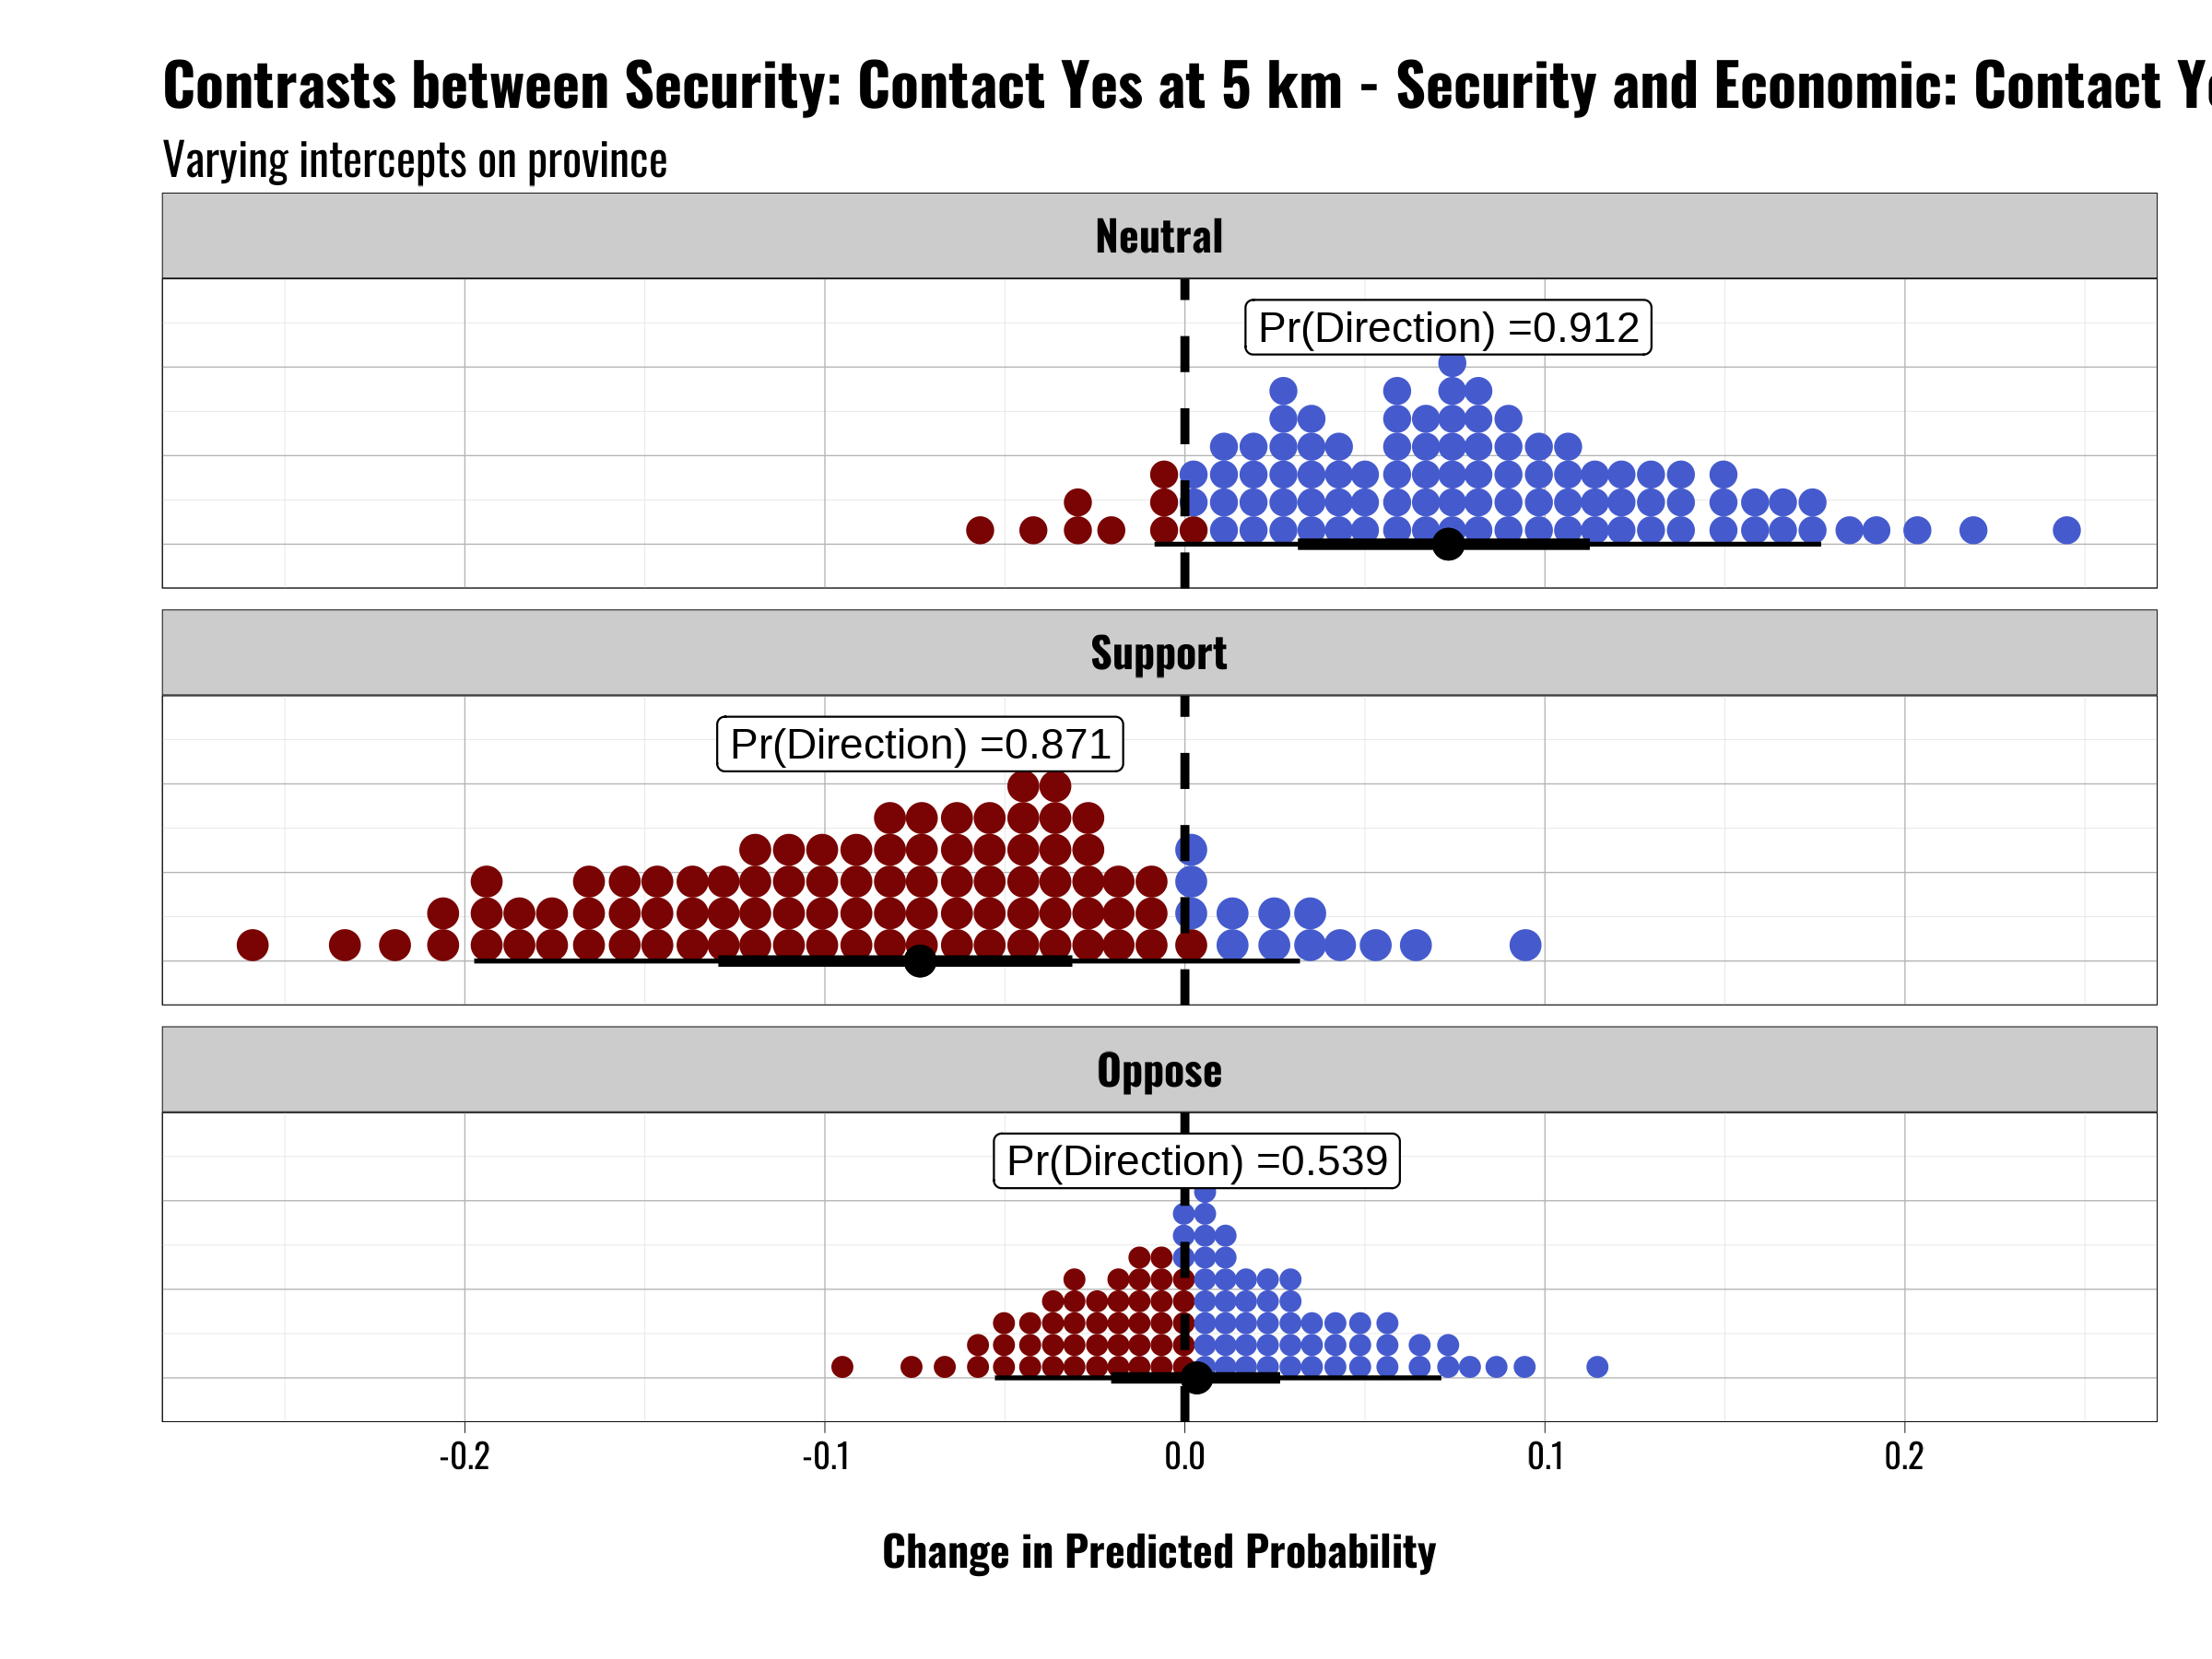 Contrasts between Security: Contact Yes at 5 km - Security and Economic: Contact
Varying intercepts on province
Neutral
Pr(Direction) =0.912
Support
Pr(Direction) =0.871
Oppose
Pr(Direction) =0.539
-0.2 -0.1 0.0 0.1 0.2
Change in Predicted Probability